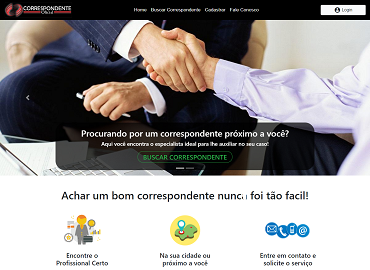 CORRESPONDENTE
Oficial
Home Buscar Correspondente Cadastrar Fale Conosco
Login
Procurando por um correspondente próximo a você?
Aqui você encontra o especialista ideal para lhe auxiliar no seu caso!
BUSCAR CORRESPONDENTE
Achar um bom correspondente nunca foi tão facil!
Encontre o
Profissional Certo
Na sua cidade ou
próximo a você
Entre em contato e
solicite o serviço